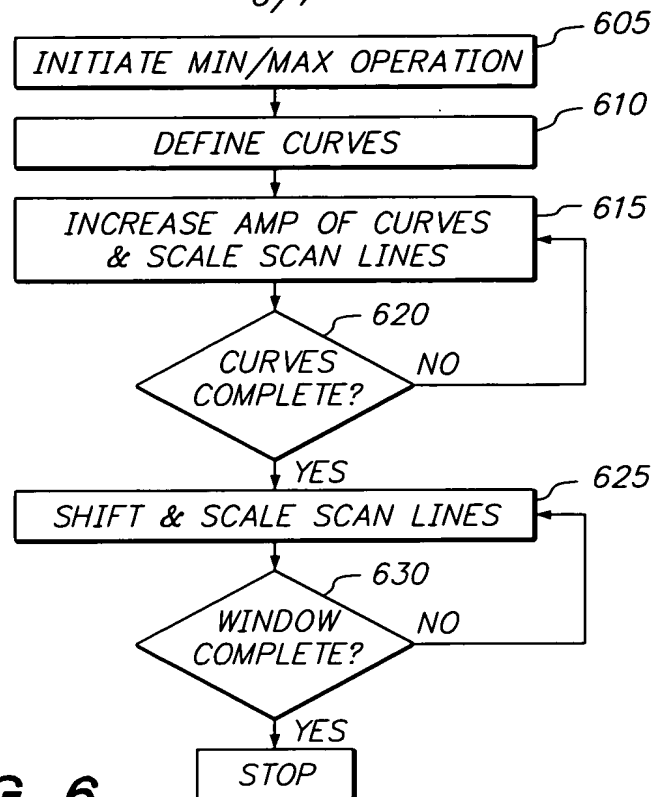 605
INITIATE MIN/MAX OPERATION
610
DEFINE CURVES
615
INCREASE AMP OF CURVES
& SCALE SCAN LINES
620
CURVES
COMPLETE?
NO
YES
625
SHIFT & SCALE SCAN LINES
630
WINDOW
COMPLETE?
NO
YES
STOP
G. 6